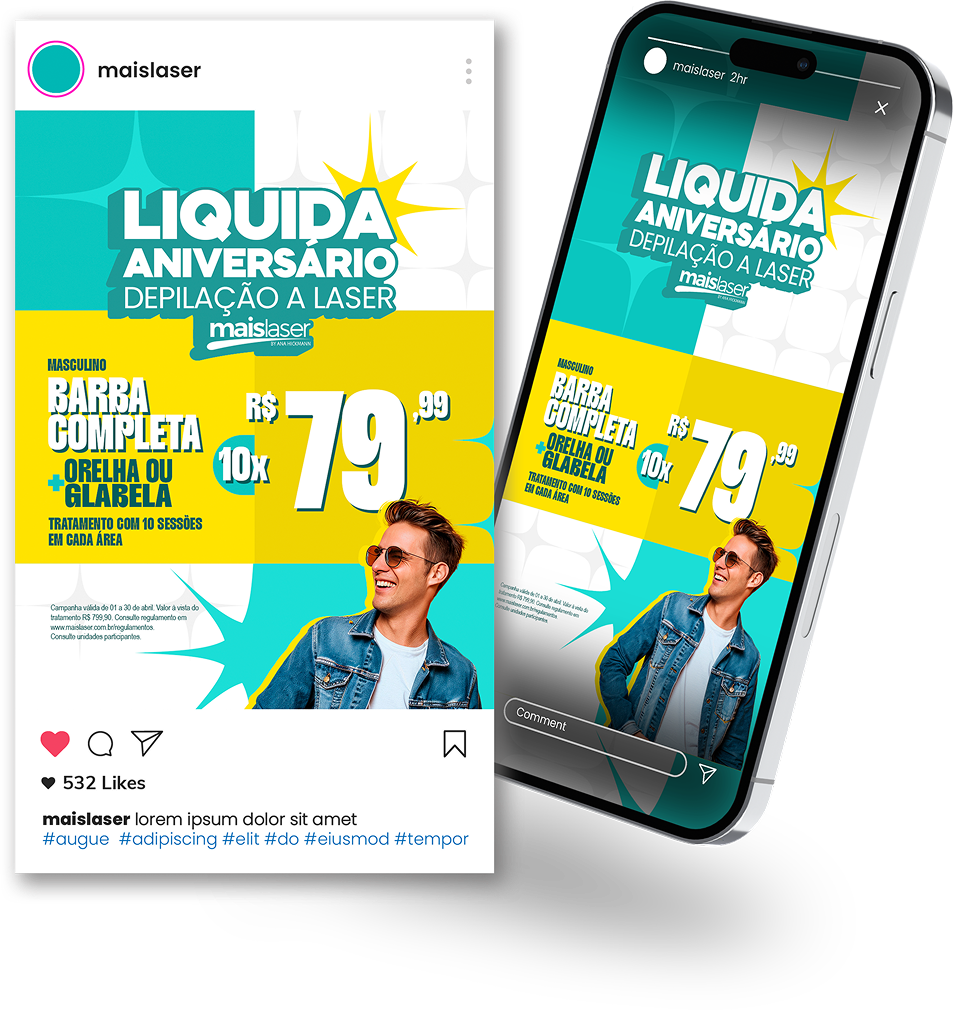 maislaser
LIQUIDA
ANIVERSÁRIO
DEPILAÇÃO A LASER
maislaser
BY ANA HICKMANN
MASCULINO
BARBA
COMPLETA
+ORELHA OU
GLABELA
TRATAMENTO COM 10 SESSÕES
EM CADA ÁREA
10x
R$ 79,99
Campanha válida de 01 a 30 de abril. Valor à vista do
tratamento R$ 799,90. Consulte regulamento em
www.maislaser.com.br/regulamentos.
Consulte unidades participantes.
532 Likes
maislaser lorem ipsum dolor sit amet
#augue #adipiscing #elit #do #eiusmod #tempor
maislaser 2hr
LIQUIDA
ANIVERSÁRIO
DEPILAÇÃO A LASER
maislaser
BY ANA HICKMANN
MASCULINO
BARBA
COMPLETA
+ORELHA OU
GLABELA
TRATAMENTO COM 10 SESSÕES
EM CADA ÁREA
10x
R$ 79,99
Campanha válida de 01 a 30 de abril. Valor à vista do
tratamento R$ 799,90. Consulte regulamento em
www.maislaser.com.br/regulamentos.
Consulte unidades participantes.
Comment